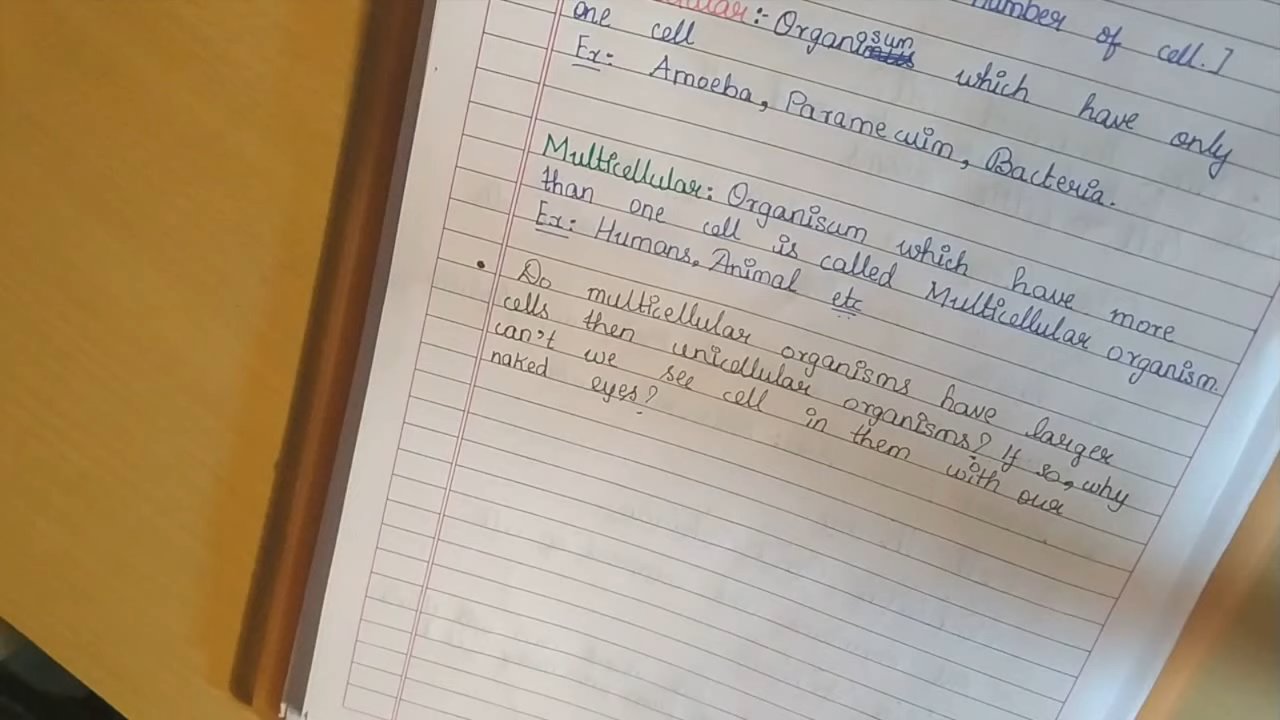 number of cell.]
:- Organisum which have only
one cell
Ex: Amoeba, Paramecuim, Bacteria.
Multicellular: Organisum which have more
than one cell is called Multicellular organism.
Ex: Humans, Animal etc
• Do multicellular organisms have larger
cells then unicellular organisms? If so, why
can't we see cell in them with our
naked eyes?